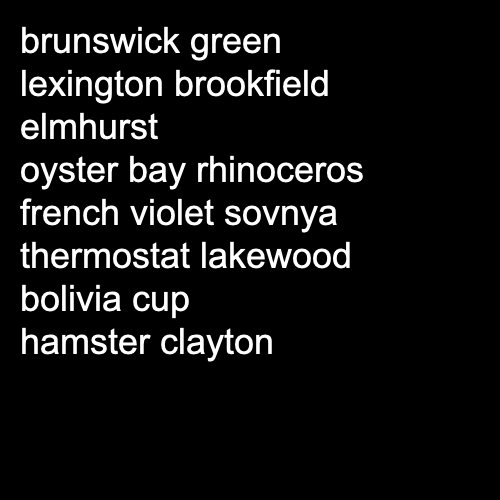 brunswick green
lexington brookfield
elmhurst
oyster bay rhinoceros
french violet sovnya
thermostat lakewood
bolivia cup
hamster clayton